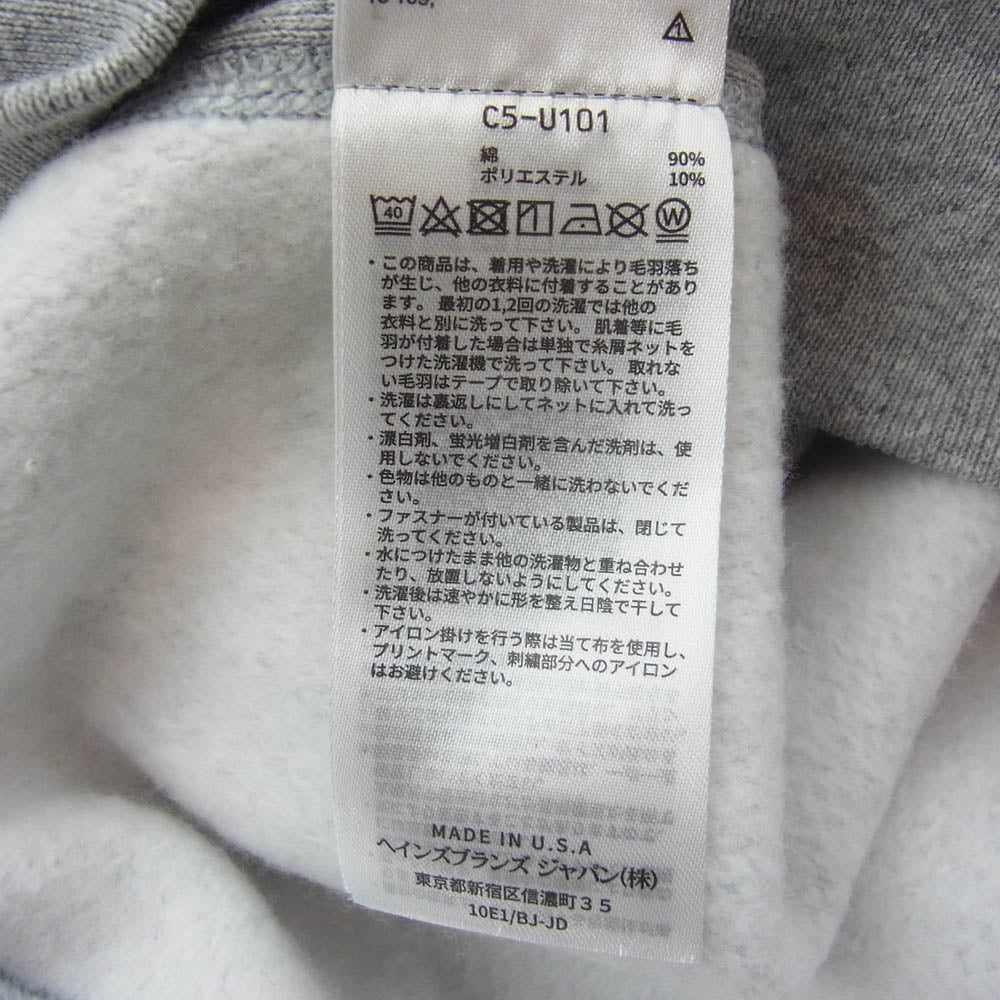 C5-U101
綿 90%
ポリエステル 10%
40
W
・この商品は、着用や洗濯により毛羽落ち
が生じ、他の衣料に付着することがあり
ます。最初の1,2回の洗濯では他の
衣料と別に洗って下さい。肌着等に毛
羽が付着した場合は単独で糸屑ネットを
つけた洗濯機で洗って下さい。取れな
い毛羽はテープで取り除いて下さい。
・洗濯は裏返しにしてネットに入れて洗っ
てください。
・漂白剤、蛍光増白剤を含んだ洗剤は、使
用しないでください。
・色物は他のものと一緒に洗わないでくだ
さい。
・ファスナーが付いている製品は、閉じて
洗ってください。
・水につけたまま他の洗濯物と重ね合わせ
たり、放置しないようにしてください。
・洗濯後は速やかに形を整え日陰で干して
下さい。
・アイロン掛けを行う際は当て布を使用し、
プリントマーク、刺繍部分へのアイロン
はお避けください。
MADE IN U.S.A
ヘインズブランズ ジャパン(株)
東京都新宿区信濃町35
10E1/BJ-JD